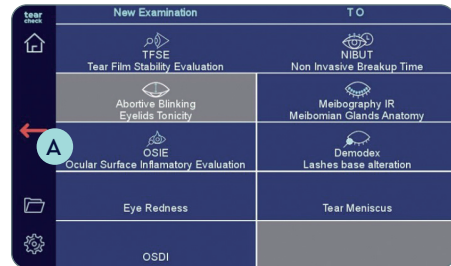 tear
check
New Examination
T O
TFSE
Tear Film Stability Evaluation
NIBUT
Non Invasive Breakup Time
Abortive Blinking
Eyelids Tonicity
Meibography IR
Meibomian Glands Anatomy
A
OSIE
Ocular Surface Inflamatory Evaluation
Demodex
Lashes base alteration
Eye Redness
Tear Meniscus
OSDI